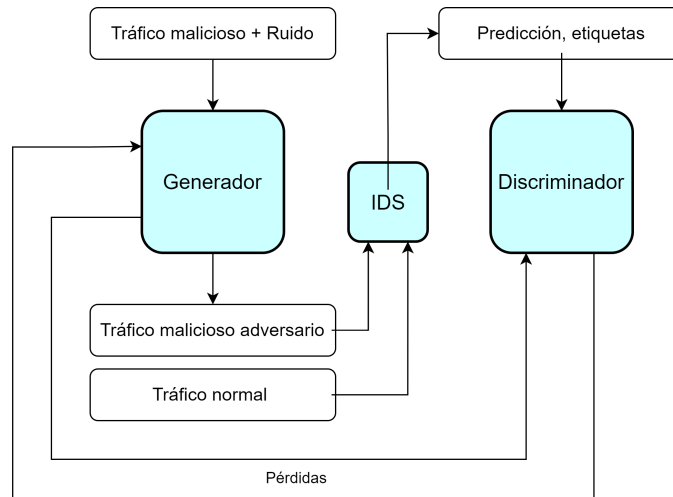 Tráfico malicioso + Ruido
Predicción, etiquetas
Generador
IDS
Discriminador
Tráfico malicioso adversario
Tráfico normal
Pérdidas